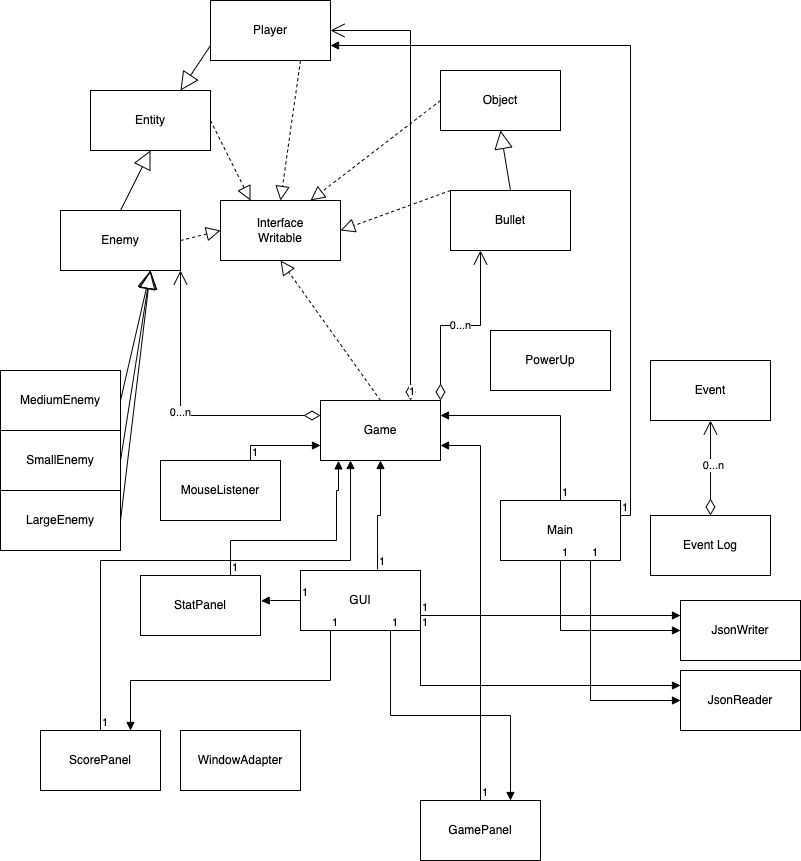 Player
Object
Entity
Interface
Writable
Bullet
Enemy
0...n
PowerUp
Event
1
MediumEnemy
0...n
Game
1
MouseListener
SmallEnemy
0...n
1
1
Main
LargeEnemy
Event Log
1
1
1
1
StatPanel
1
GUI
1
JsonWriter
1
1
1
JsonReader
1
ScorePanel
WindowAdapter
1
GamePanel